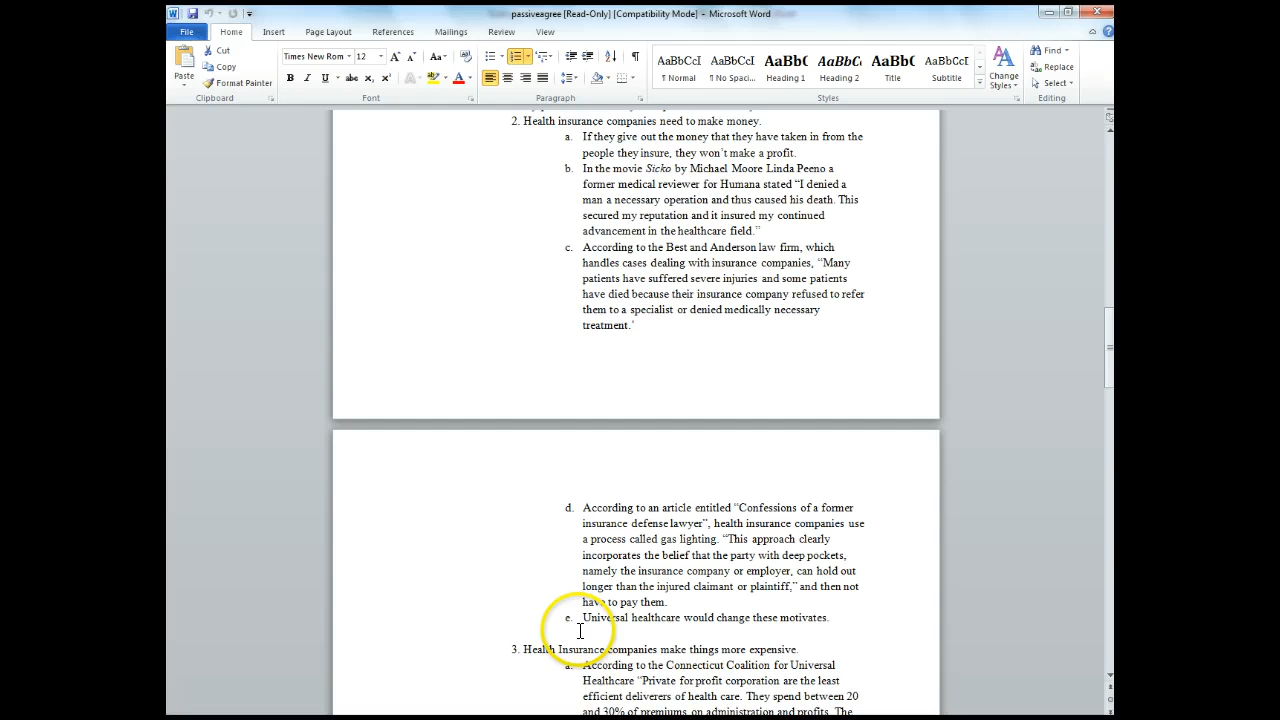 passiveagree [Read-Only] [Compatibility Mode] - Microsoft Word
File Home Insert Page Layout References Mailings Review View
Paste
Cut
Copy
Format Painter
Clipboard
Times New Rom 12
Font
Paragraph
AaBbCcI AaBbCcI AaBbC AaBbCc AaBbC AaBbCcI
¶ Normal ¶ No Spaci... Heading 1 Heading 2 Title Subtitle
Change
Styles
Styles
Find
Replace
Select
Editing
2. Health insurance companies need to make money.
a. If they give out the money that they have taken in from the
people they insure, they won’t make a profit.
b. In the movie Sicko by Michael Moore Linda Peeno a
former medical reviewer for Humana stated “I denied a
man a necessary operation and thus caused his death. This
secured my reputation and it insured my continued
advancement in the healthcare field.”
c. According to the Best and Anderson law firm, which
handles cases dealing with insurance companies, “Many
patients have suffered severe injuries and some patients
have died because their insurance company refused to refer
them to a specialist or denied medically necessary
treatment.’
d. According to an article entitled “Confessions of a former
insurance defense lawyer”, health insurance companies use
a process called gas lighting. “This approach clearly
incorporates the belief that the party with deep pockets,
namely the insurance company or employer, can hold out
longer than the injured claimant or plaintiff,” and then not
have to pay them.
e. Universal healthcare would change these motivates.
3. Health Insurance companies make things more expensive.
a. According to the Connecticut Coalition for Universal
Healthcare “Private for profit corporation are the least
efficient deliverers of health care. They spend between 20
and 30% of premiums on administration and profits. The